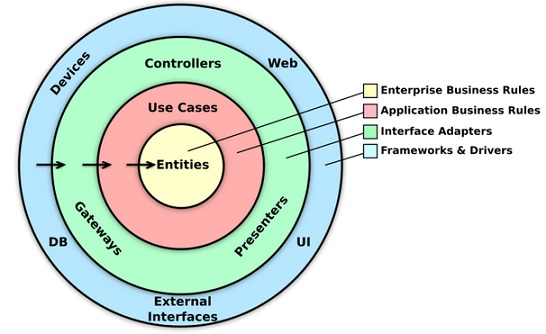 Devices
Controllers
Web
Use Cases
Entities
Gateways
Presenters
DB
UI
External
Interfaces
Enterprise Business Rules
Application Business Rules
Interface Adapters
Frameworks & Drivers